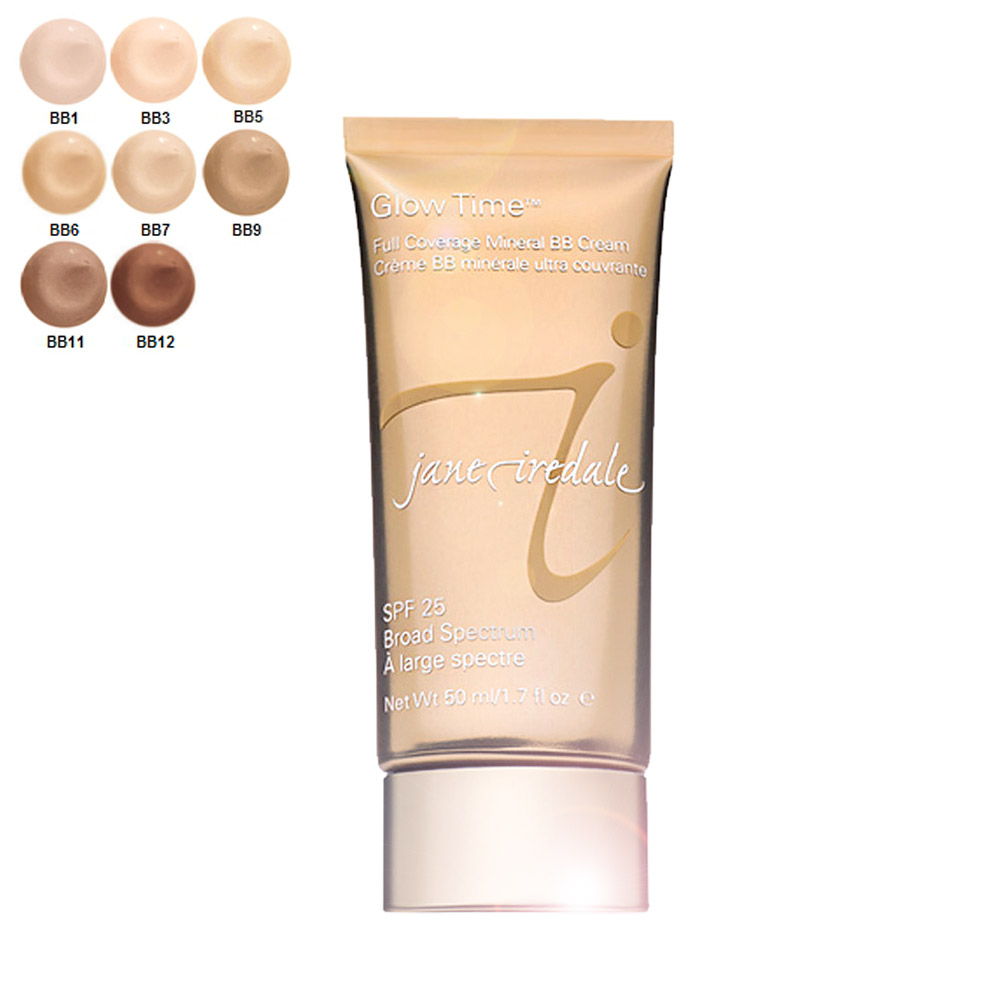 BB1 BB3 BB5
BB6 BB7 BB9
BB11 BB12
Glow Time™
Full Coverage Mineral BB Cream
Crème BB minérale ultra couvrante
jane iredale
SPF 25
Broad Spectrum
À large spectre
Net Wt 50 ml/1.7 fl oz ℮